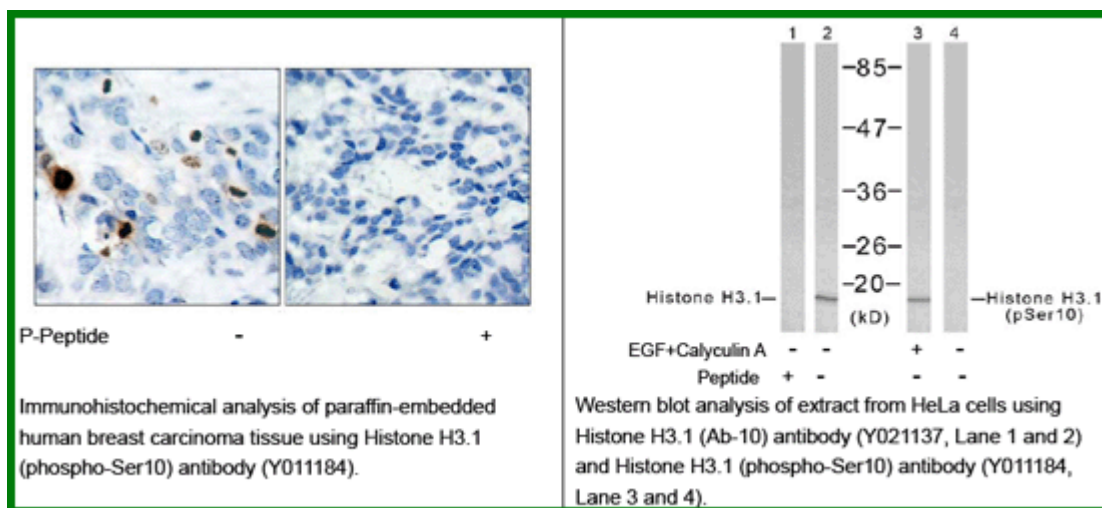 P-Peptide - +
Immunohistochemical analysis of paraffin-embedded
human breast carcinoma tissue using Histone H3.1
(phospho-Ser10) antibody (Y011184).
1 2 3 4
-85-
-47-
-36-
-26-
-20-
Histone H3.1-
-Histone H3.1
(kD)
(pSer10)
EGF+Calyculin A - - + -
Peptide + - - -
Western blot analysis of extract from HeLa cells using
Histone H3.1 (Ab-10) antibody (Y021137, Lane 1 and 2)
and Histone H3.1 (phospho-Ser10) antibody (Y011184,
Lane 3 and 4).